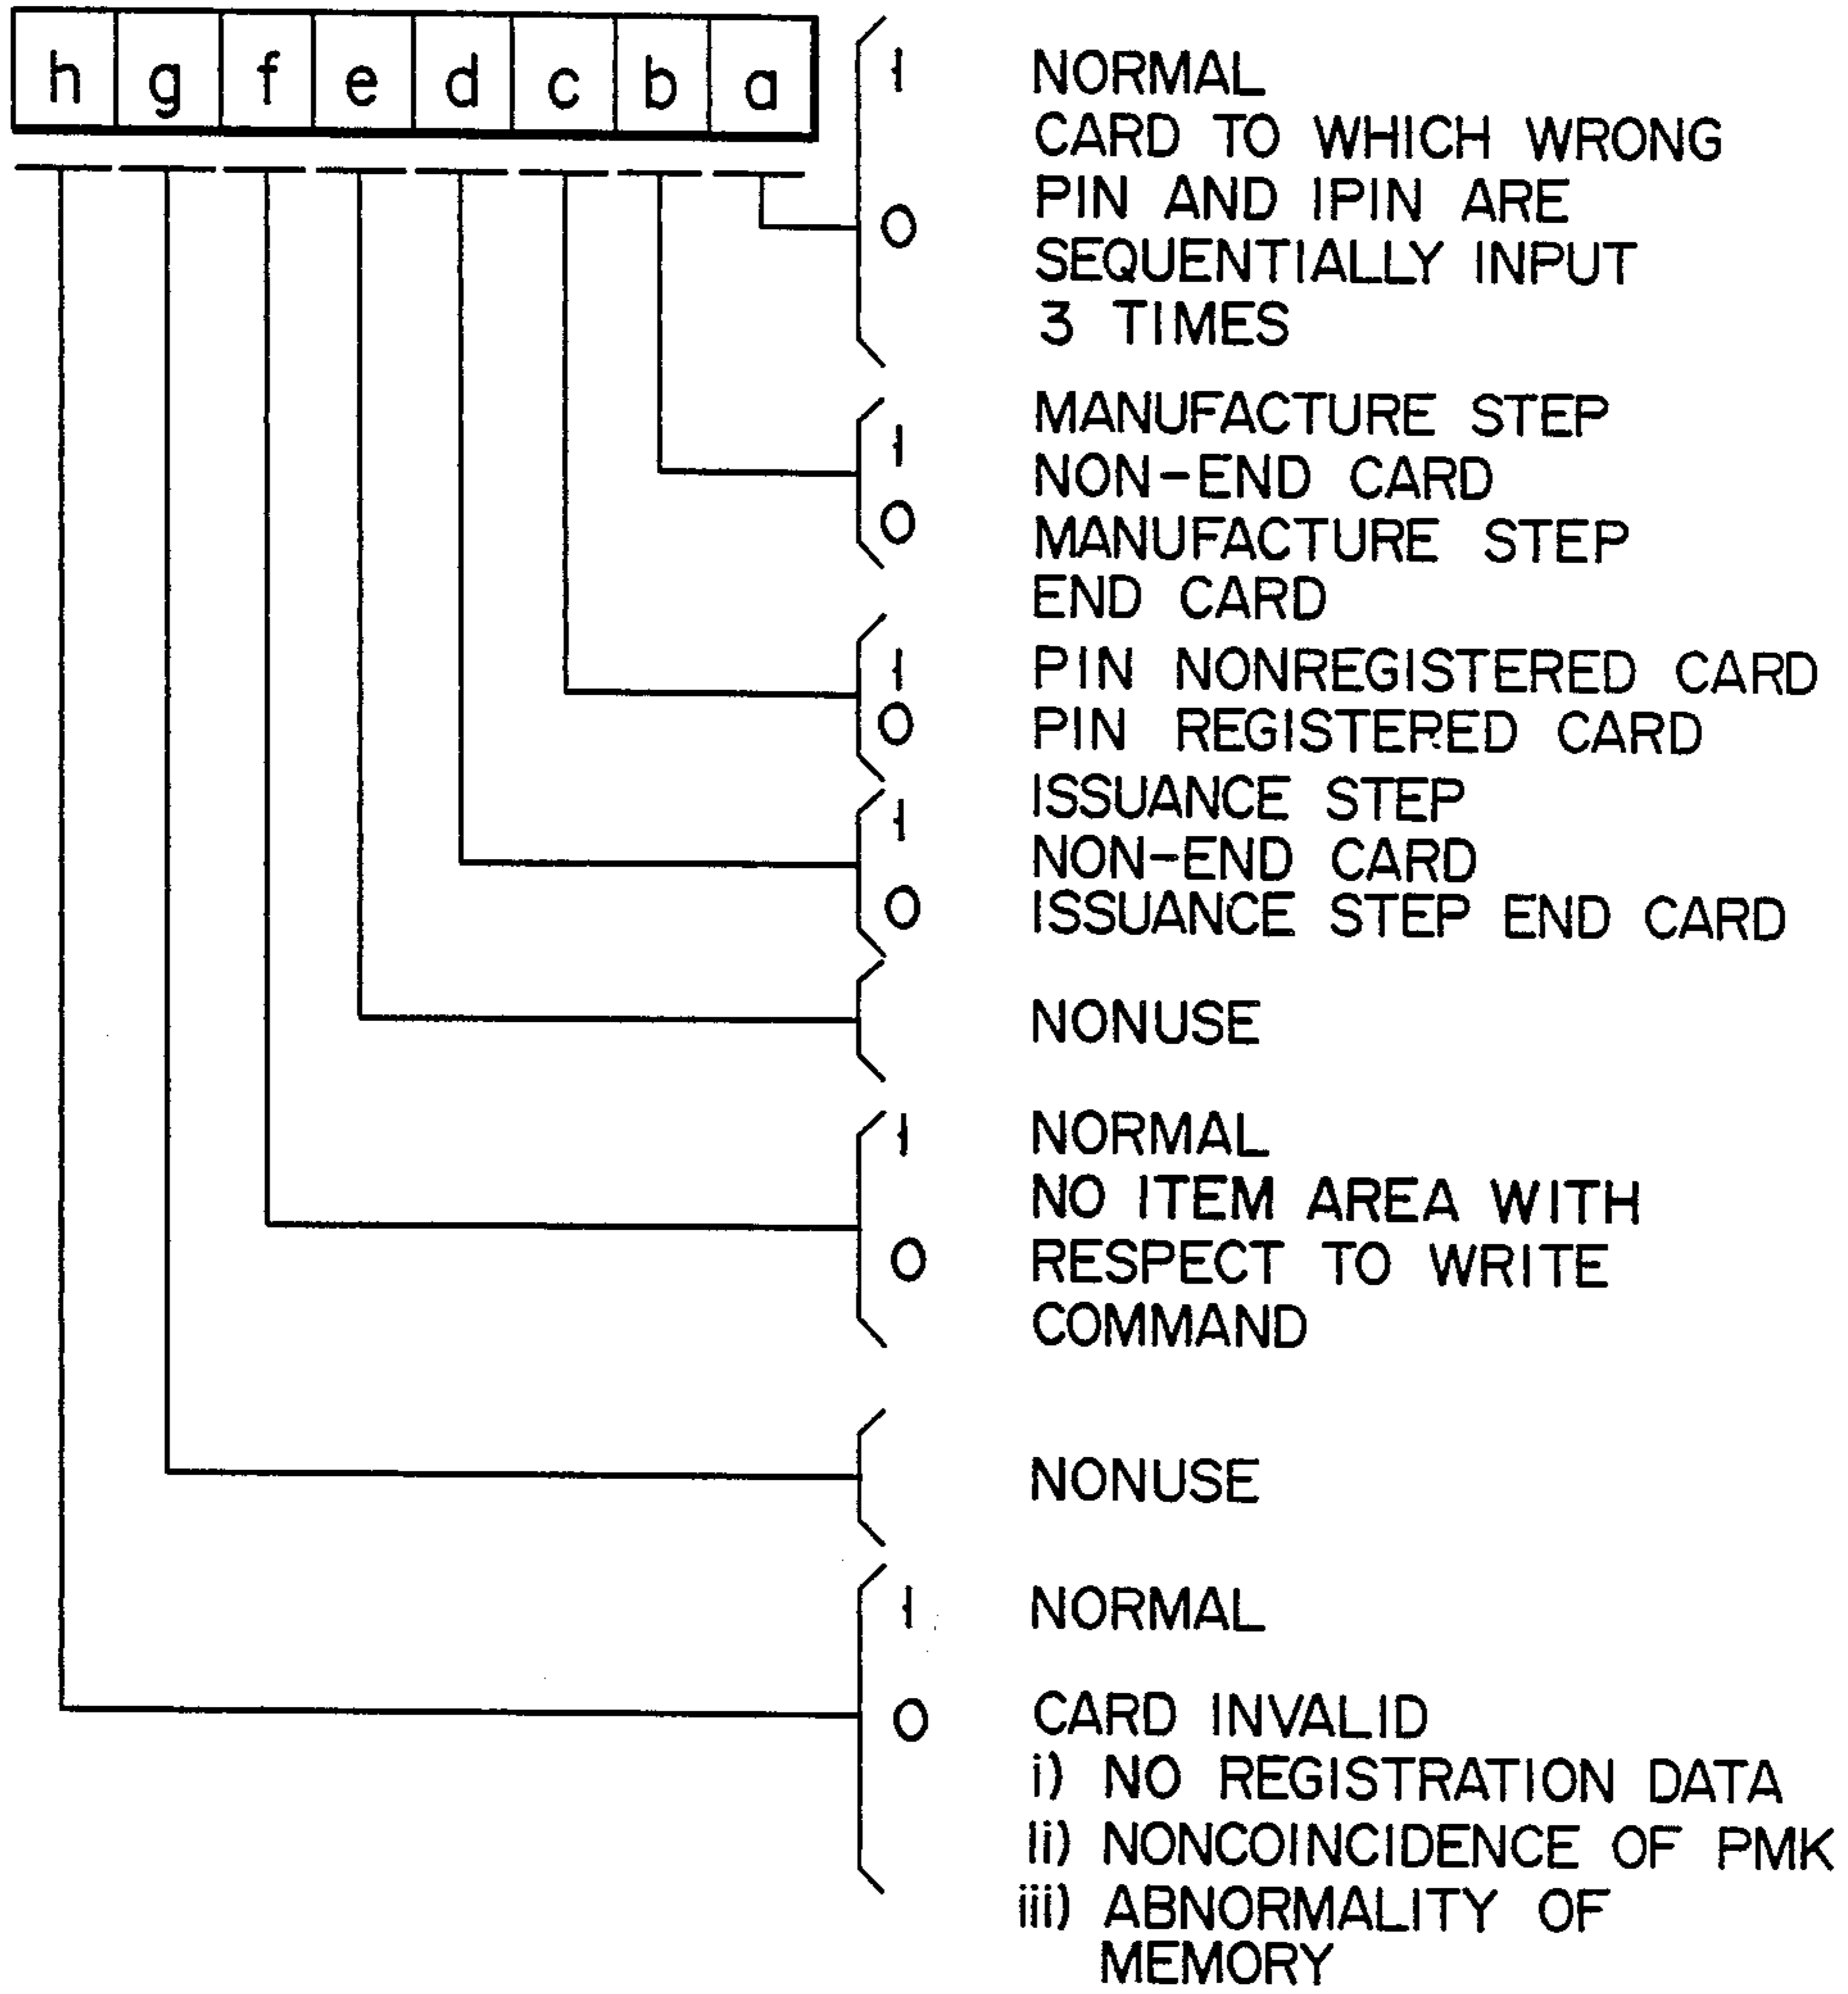 h g f e d c b a
1 NORMAL
CARD TO WHICH WRONG
PIN AND IPIN ARE
0
SEQUENTIALLY INPUT
3 TIMES
MANUFACTURE STEP
1
NON-END CARD
0 MANUFACTURE STEP
END CARD
1 PIN NONREGISTERED CARD
0 PIN REGISTERED CARD
ISSUANCE STEP
1
NON-END CARD
0 ISSUANCE STEP END CARD
NONUSE
1 NORMAL
NO ITEM AREA WITH
0 RESPECT TO WRITE
COMMAND
NONUSE
1 NORMAL
0 CARD INVALID
i) NO REGISTRATION DATA
ii) NONCOINCIDENCE OF PMK
iii) ABNORMALITY OF
MEMORY